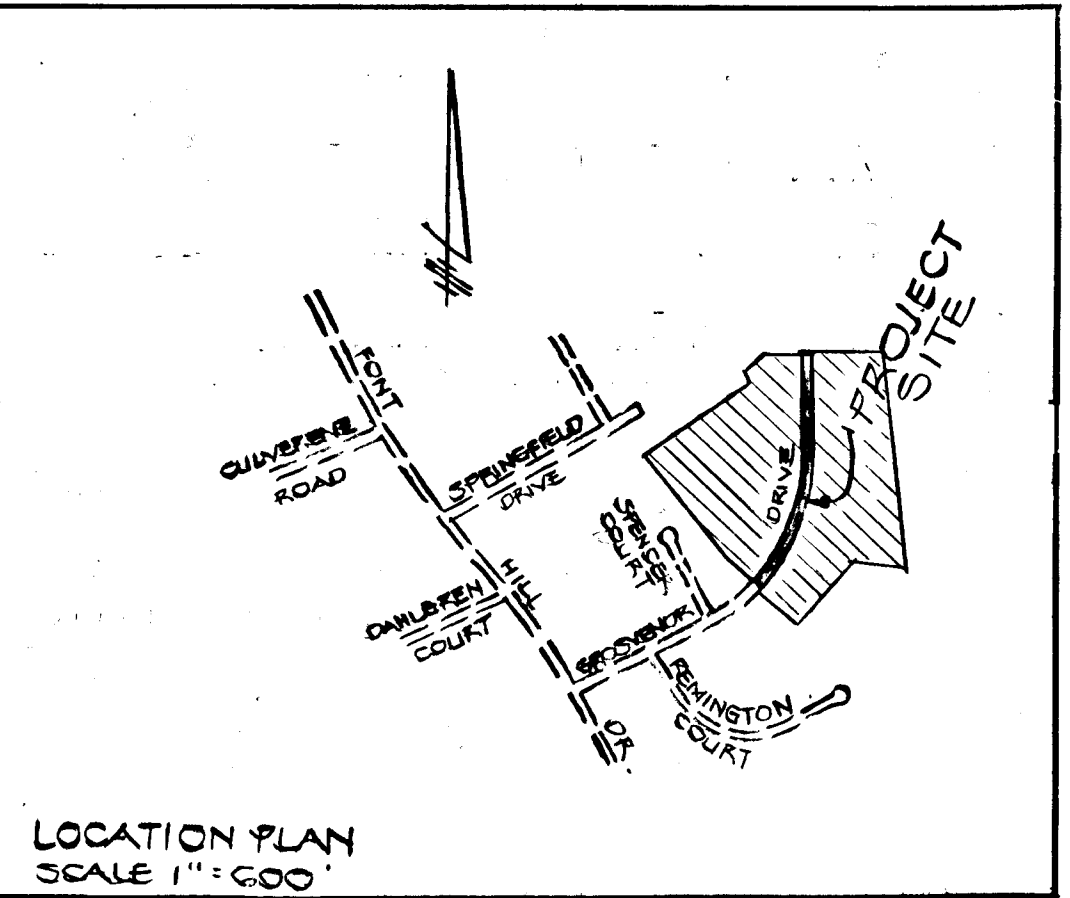 PROJECT
SITE
FONT
HILL
DR.
CULVERENE
ROAD
SPRINGFIELD
DRIVE
SPENCER
COURT
DRIVE
DAHLGREN
COURT
GROSVENOR
REMINGTON
COURT
LOCATION PLAN
SCALE 1" = 600'